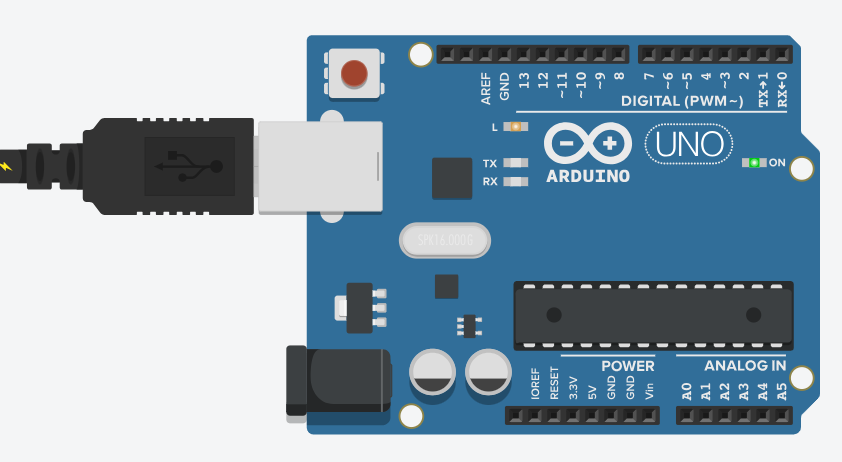 AREF
GND
13
12
~11
~10
~9
8
7
~6
~5
4
~3
2
TX→1
RX←0
DIGITAL (PWM~)
L
TX
RX
ARDUINO
UNO
ON
SPK16.000G
POWER
ANALOG IN
IOREF
RESET
3.3V
5V
GND
GND
Vin
A0
A1
A2
A3
A4
A5